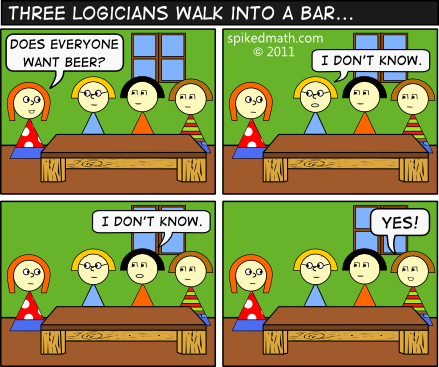 THREE LOGICIANS WALK INTO A BAR...
DOES EVERYONE
WANT BEER?
spikedmath.com
© 2011
I DON'T KNOW.
I DON'T KNOW.
YES!